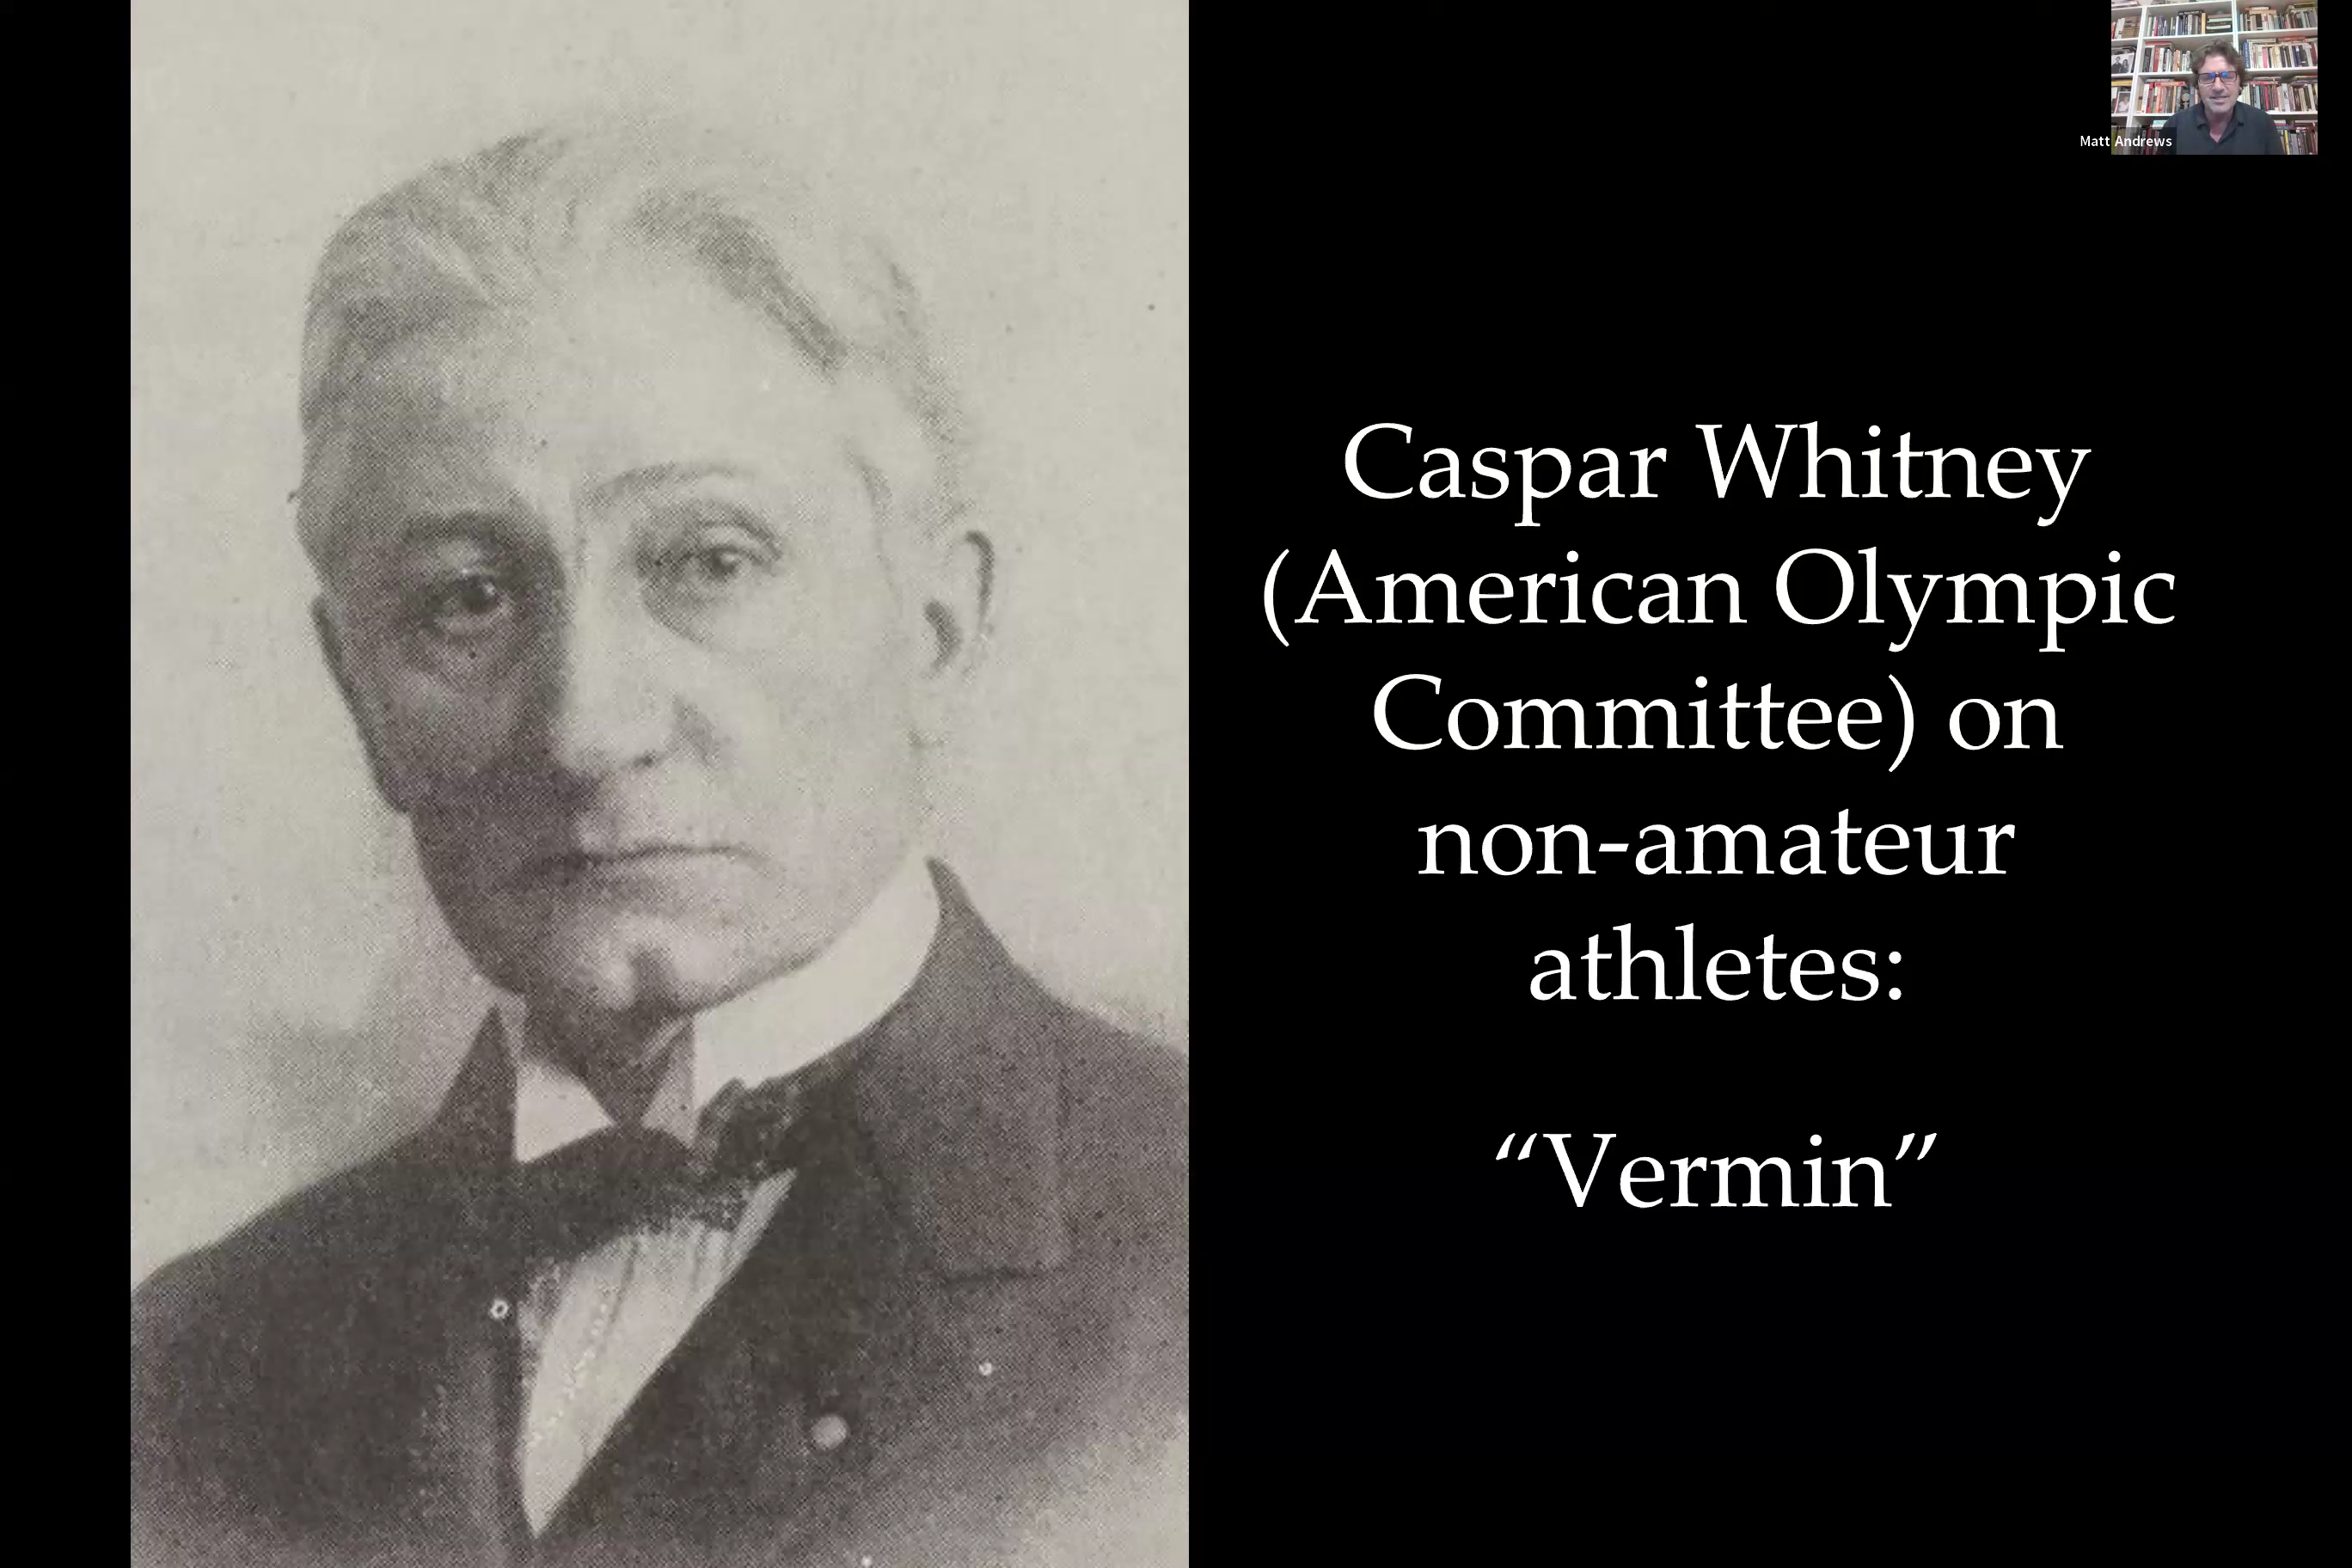 Matt Andrews
Caspar Whitney
(American Olympic
Committee) on
non-amateur
athletes:
“Vermin”